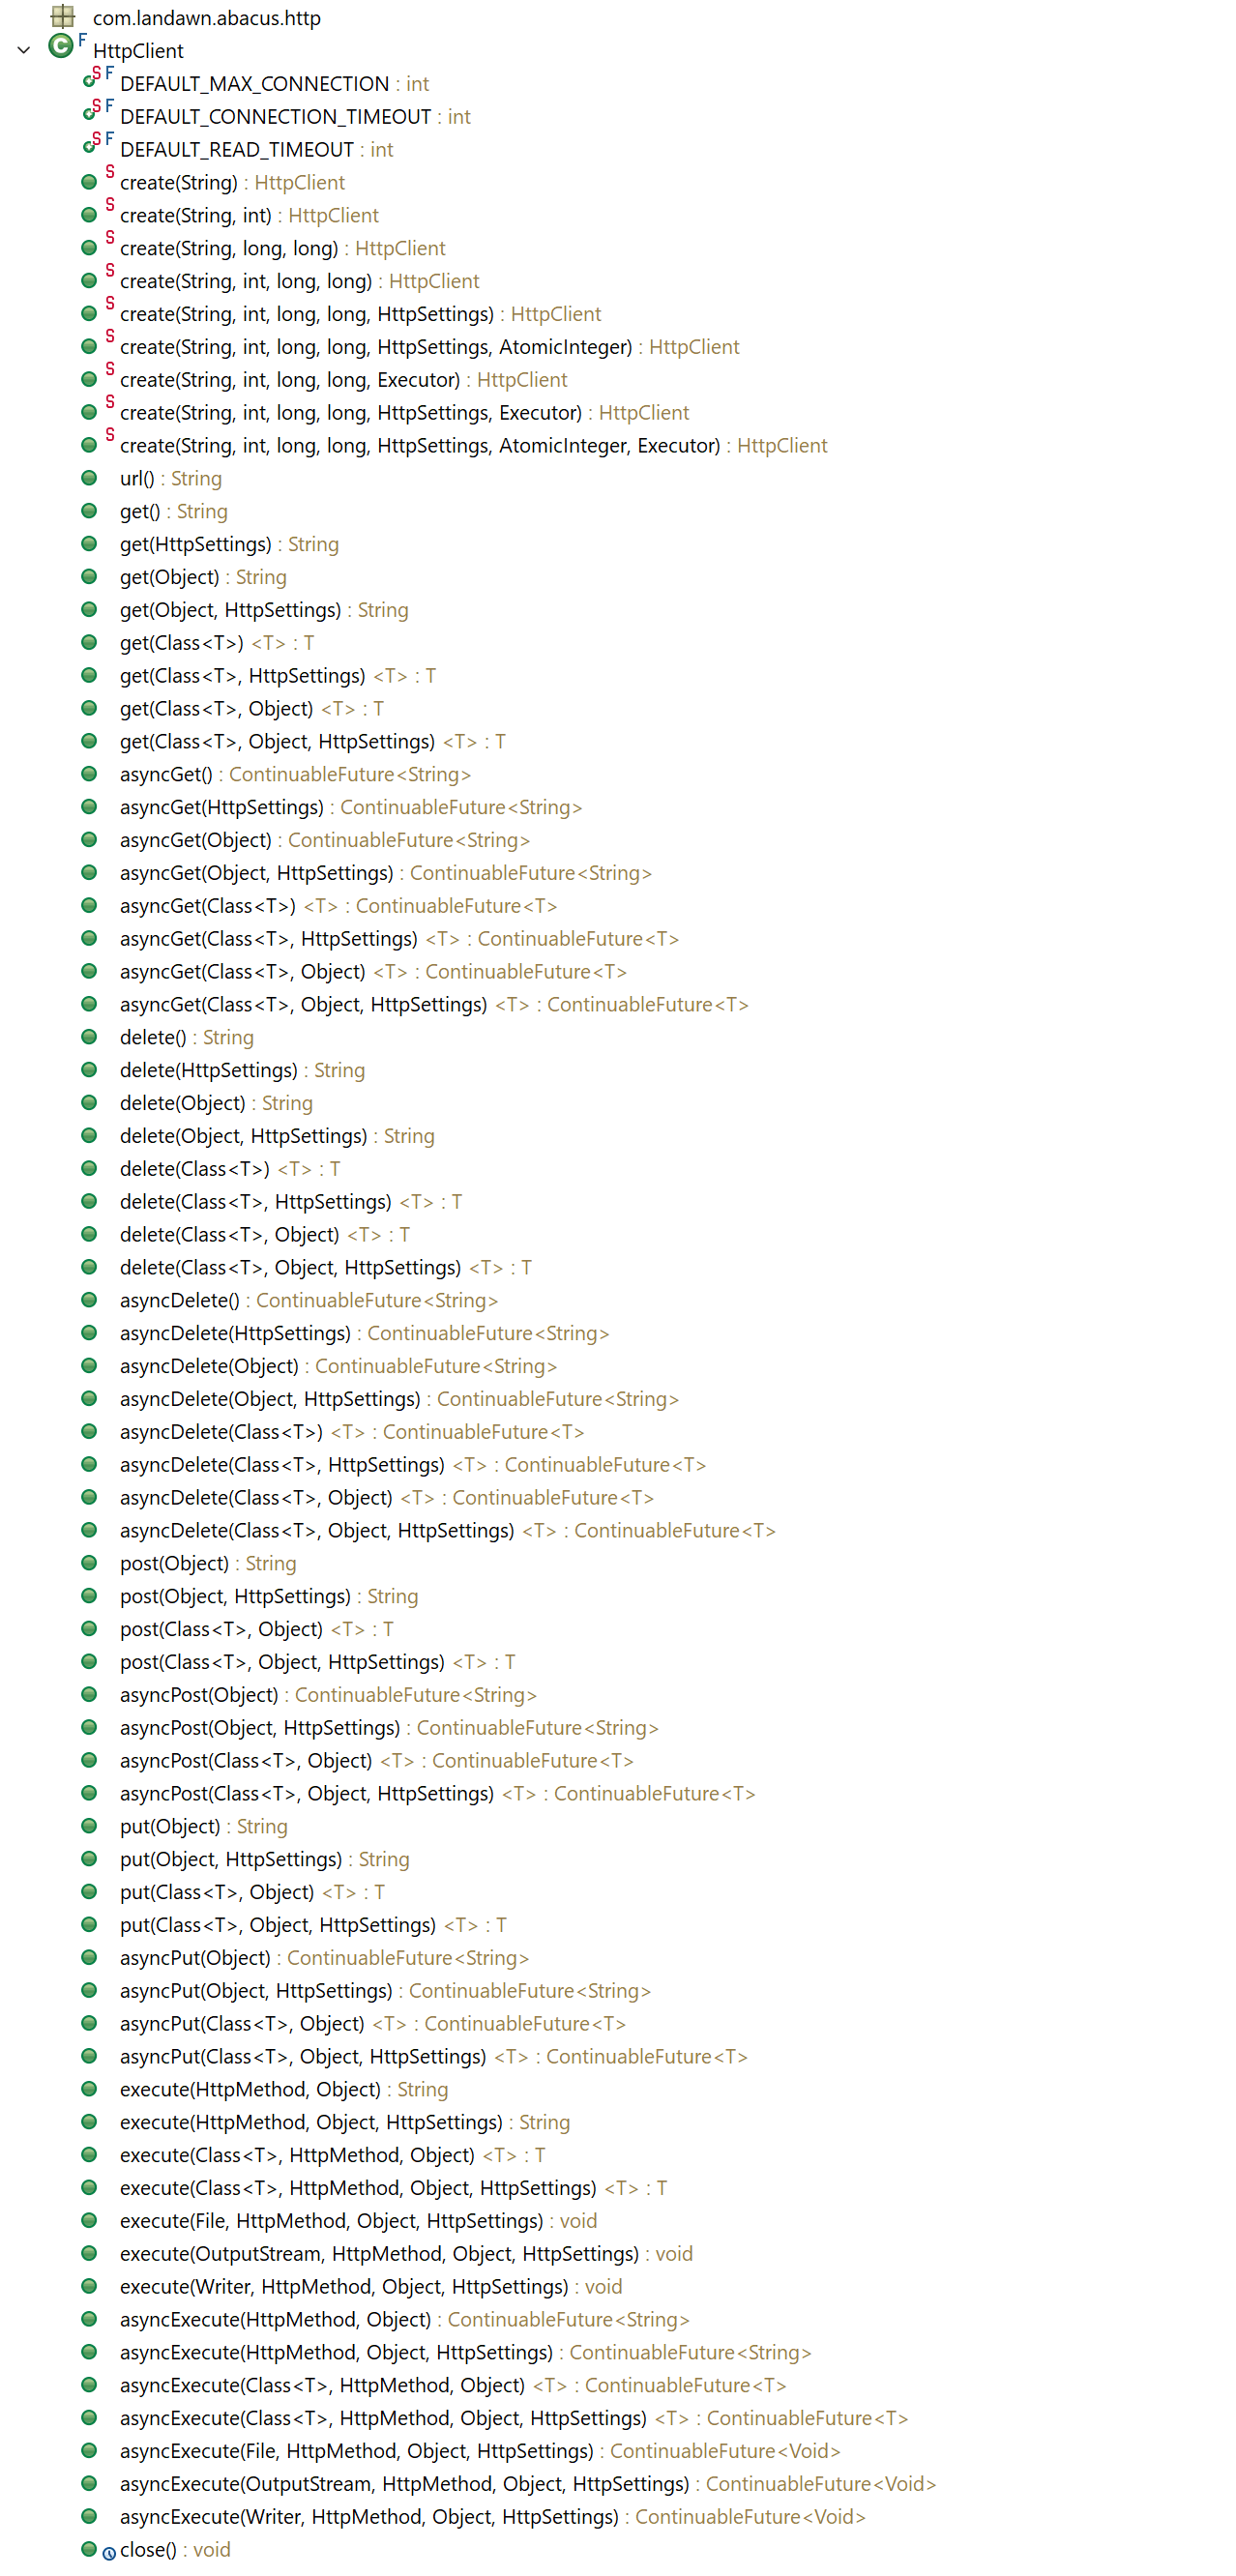 com.landawn.abacus.http
HttpClient
DEFAULT_MAX_CONNECTION : int
DEFAULT_CONNECTION_TIMEOUT : int
DEFAULT_READ_TIMEOUT : int
create(String) : HttpClient
create(String, int) : HttpClient
create(String, long, long) : HttpClient
create(String, int, long, long) : HttpClient
create(String, int, long, long, HttpSettings) : HttpClient
create(String, int, long, long, HttpSettings, AtomicInteger) : HttpClient
create(String, int, long, long, Executor) : HttpClient
create(String, int, long, long, HttpSettings, Executor) : HttpClient
create(String, int, long, long, HttpSettings, AtomicInteger, Executor) : HttpClient
url() : String
get() : String
get(HttpSettings) : String
get(Object) : String
get(Object, HttpSettings) : String
get(Class<T>) <T> : T
get(Class<T>, HttpSettings) <T> : T
get(Class<T>, Object) <T> : T
get(Class<T>, Object, HttpSettings) <T> : T
asyncGet() : ContinuableFuture<String>
asyncGet(HttpSettings) : ContinuableFuture<String>
asyncGet(Object) : ContinuableFuture<String>
asyncGet(Object, HttpSettings) : ContinuableFuture<String>
asyncGet(Class<T>) <T> : ContinuableFuture<T>
asyncGet(Class<T>, HttpSettings) <T> : ContinuableFuture<T>
asyncGet(Class<T>, Object) <T> : ContinuableFuture<T>
asyncGet(Class<T>, Object, HttpSettings) <T> : ContinuableFuture<T>
delete() : String
delete(HttpSettings) : String
delete(Object) : String
delete(Object, HttpSettings) : String
delete(Class<T>) <T> : T
delete(Class<T>, HttpSettings) <T> : T
delete(Class<T>, Object) <T> : T
delete(Class<T>, Object, HttpSettings) <T> : T
asyncDelete() : ContinuableFuture<String>
asyncDelete(HttpSettings) : ContinuableFuture<String>
asyncDelete(Object) : ContinuableFuture<String>
asyncDelete(Object, HttpSettings) : ContinuableFuture<String>
asyncDelete(Class<T>) <T> : ContinuableFuture<T>
asyncDelete(Class<T>, HttpSettings) <T> : ContinuableFuture<T>
asyncDelete(Class<T>, Object) <T> : ContinuableFuture<T>
asyncDelete(Class<T>, Object, HttpSettings) <T> : ContinuableFuture<T>
post(Object) : String
post(Object, HttpSettings) : String
post(Class<T>, Object) <T> : T
post(Class<T>, Object, HttpSettings) <T> : T
asyncPost(Object) : ContinuableFuture<String>
asyncPost(Object, HttpSettings) : ContinuableFuture<String>
asyncPost(Class<T>, Object) <T> : ContinuableFuture<T>
asyncPost(Class<T>, Object, HttpSettings) <T> : ContinuableFuture<T>
put(Object) : String
put(Object, HttpSettings) : String
put(Class<T>, Object) <T> : T
put(Class<T>, Object, HttpSettings) <T> : T
asyncPut(Object) : ContinuableFuture<String>
asyncPut(Object, HttpSettings) : ContinuableFuture<String>
asyncPut(Class<T>, Object) <T> : ContinuableFuture<T>
asyncPut(Class<T>, Object, HttpSettings) <T> : ContinuableFuture<T>
execute(HttpMethod, Object) : String
execute(HttpMethod, Object, HttpSettings) : String
execute(Class<T>, HttpMethod, Object) <T> : T
execute(Class<T>, HttpMethod, Object, HttpSettings) <T> : T
execute(File, HttpMethod, Object, HttpSettings) : void
execute(OutputStream, HttpMethod, Object, HttpSettings) : void
execute(Writer, HttpMethod, Object, HttpSettings) : void
asyncExecute(HttpMethod, Object) : ContinuableFuture<String>
asyncExecute(HttpMethod, Object, HttpSettings) : ContinuableFuture<String>
asyncExecute(Class<T>, HttpMethod, Object) <T> : ContinuableFuture<T>
asyncExecute(Class<T>, HttpMethod, Object, HttpSettings) <T> : ContinuableFuture<T>
asyncExecute(File, HttpMethod, Object, HttpSettings) : ContinuableFuture<Void>
asyncExecute(OutputStream, HttpMethod, Object, HttpSettings) : ContinuableFuture<Void>
asyncExecute(Writer, HttpMethod, Object, HttpSettings) : ContinuableFuture<Void>
close() : void